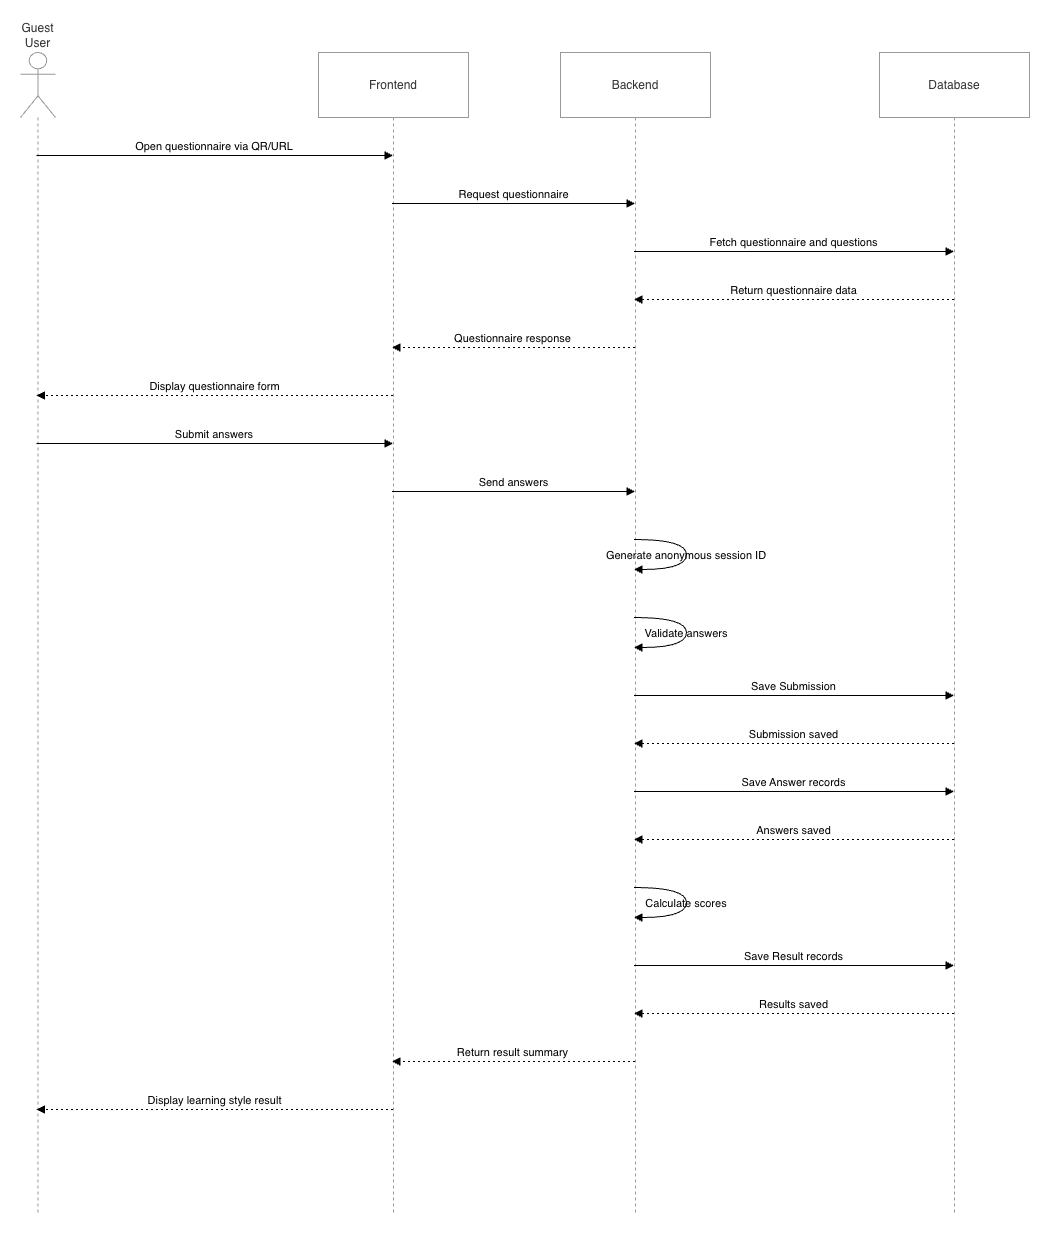 Guest
User
Frontend
Backend
Database
Open questionnaire via QR/URL
Request questionnaire
Fetch questionnaire and questions
Return questionnaire data
Questionnaire response
Display questionnaire form
Submit answers
Send answers
Generate anonymous session ID
Validate answers
Save Submission
Submission saved
Save Answer records
Answers saved
Calculate scores
Save Result records
Results saved
Return result summary
Display learning style result